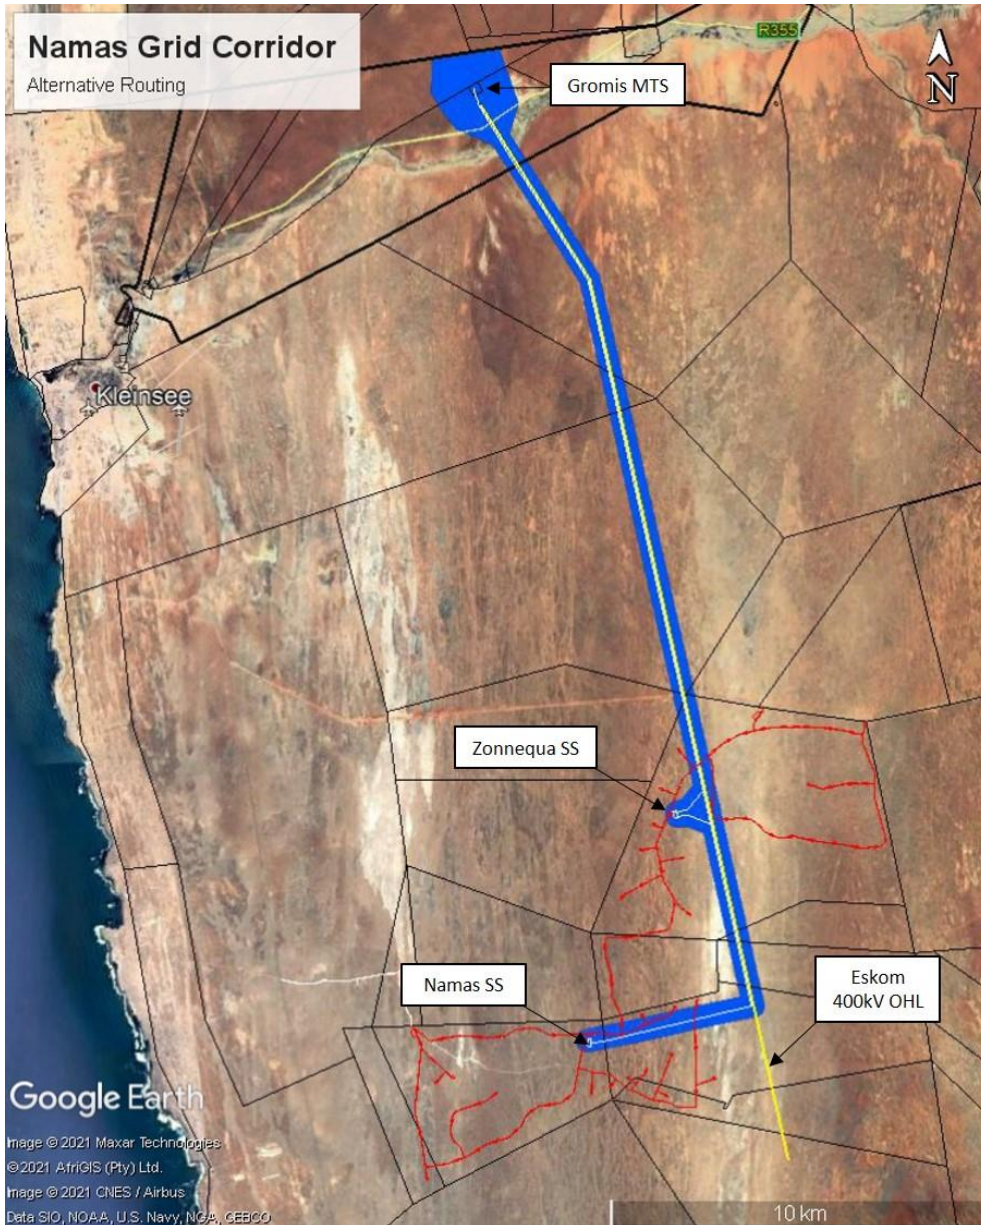 Namas Grid Corridor
Alternative Routing
R355
N
Gromis MTS
Kleinsee
Zonnequa SS
Namas SS
Eskom
400kV OHL
Google Earth
Image © 2021 Maxar Technologies
©2021 AfriGIS (Pty) Ltd.
Image © 2021 CNES / Airbus
Data SIO, NOAA, U.S. Navy, NGA, GEBCO
10 km